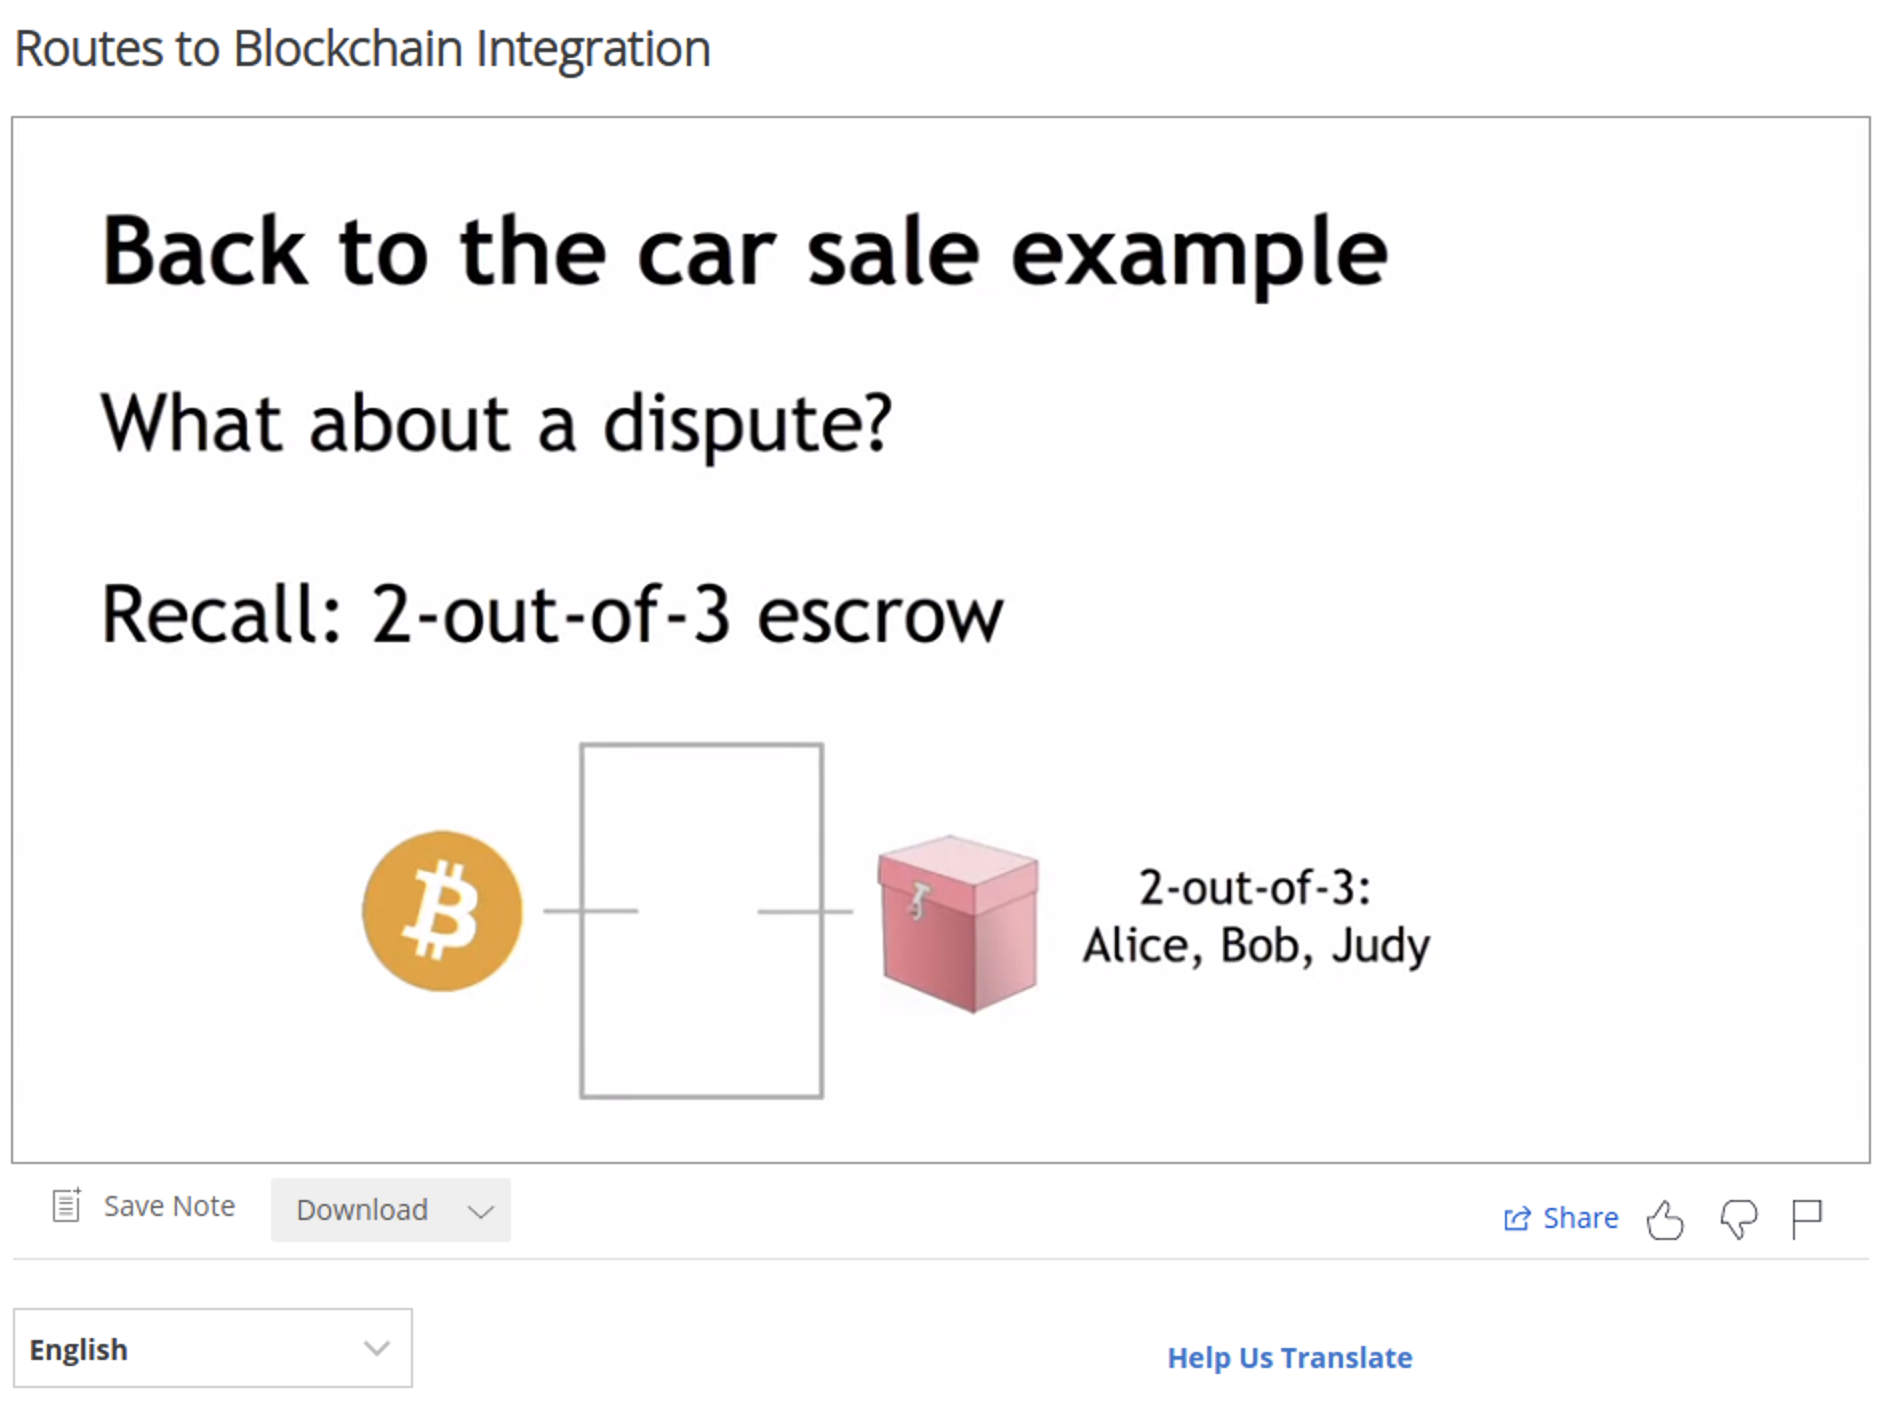 Routes to Blockchain Integration
Back to the car sale example
What about a dispute?
Recall: 2-out-of-3 escrow
2-out-of-3:
Alice, Bob, Judy
Save Note
Download
Share
English
Help Us Translate